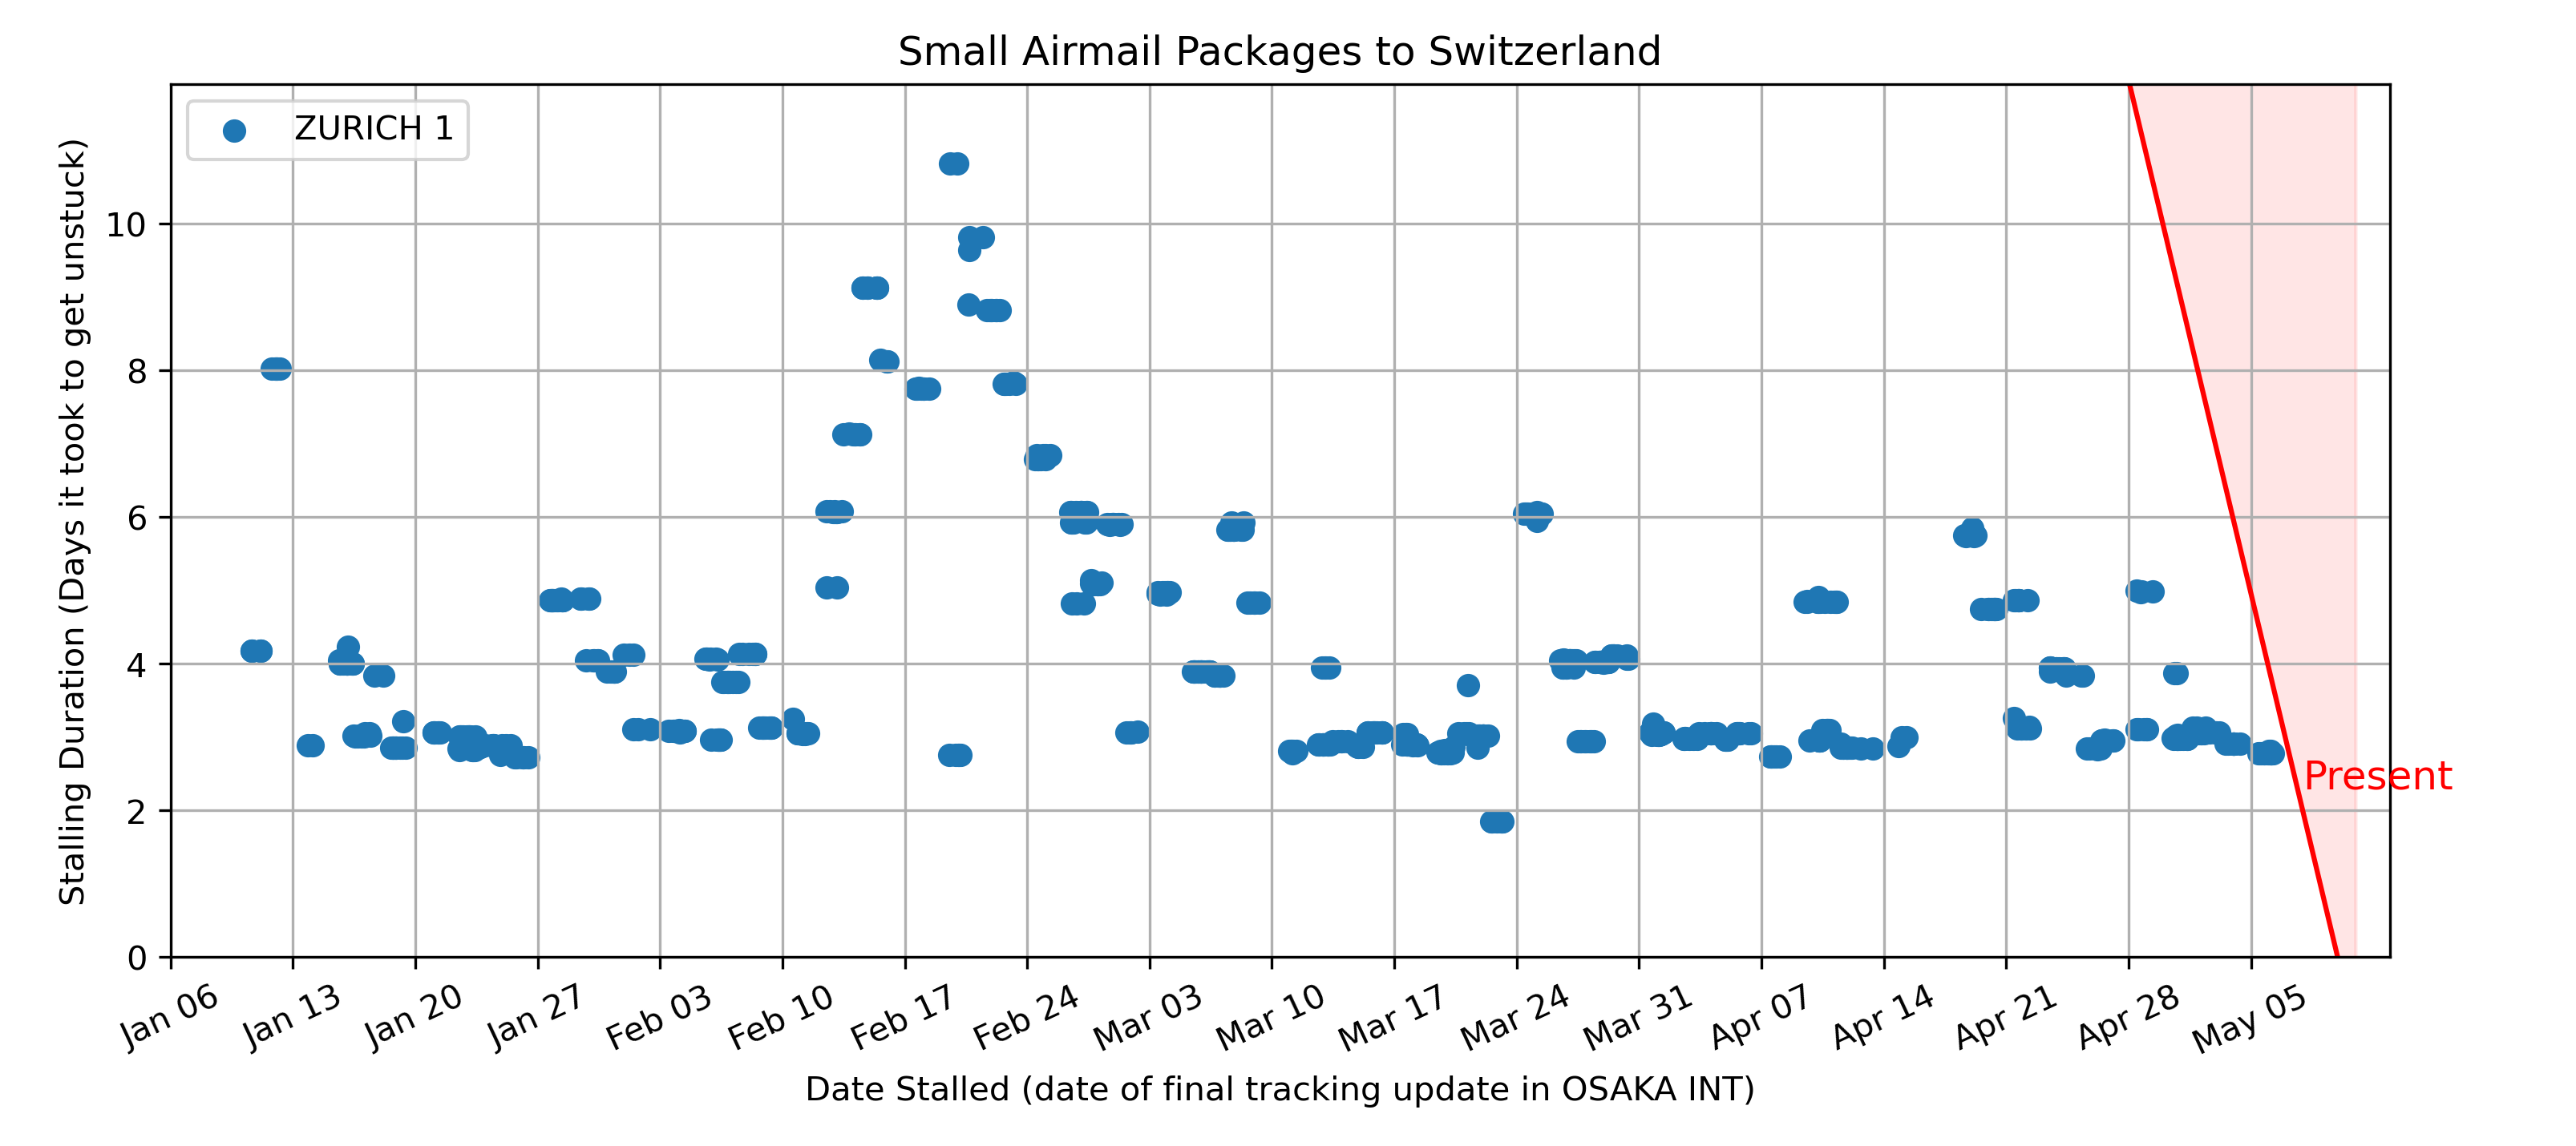 Small Airmail Packages to Switzerland
ZURICH 1
Stalling Duration (Days it took to get unstuck)
10
8
6
4
2
0
Present
Jan 06
Jan 13
Jan 20
Jan 27
Feb 03
Feb 10
Feb 17
Feb 24
Mar 03
Mar 10
Mar 17
Mar 24
Mar 31
Apr 07
Apr 14
Apr 21
Apr 28
May 05
Date Stalled (date of final tracking update in OSAKA INT)